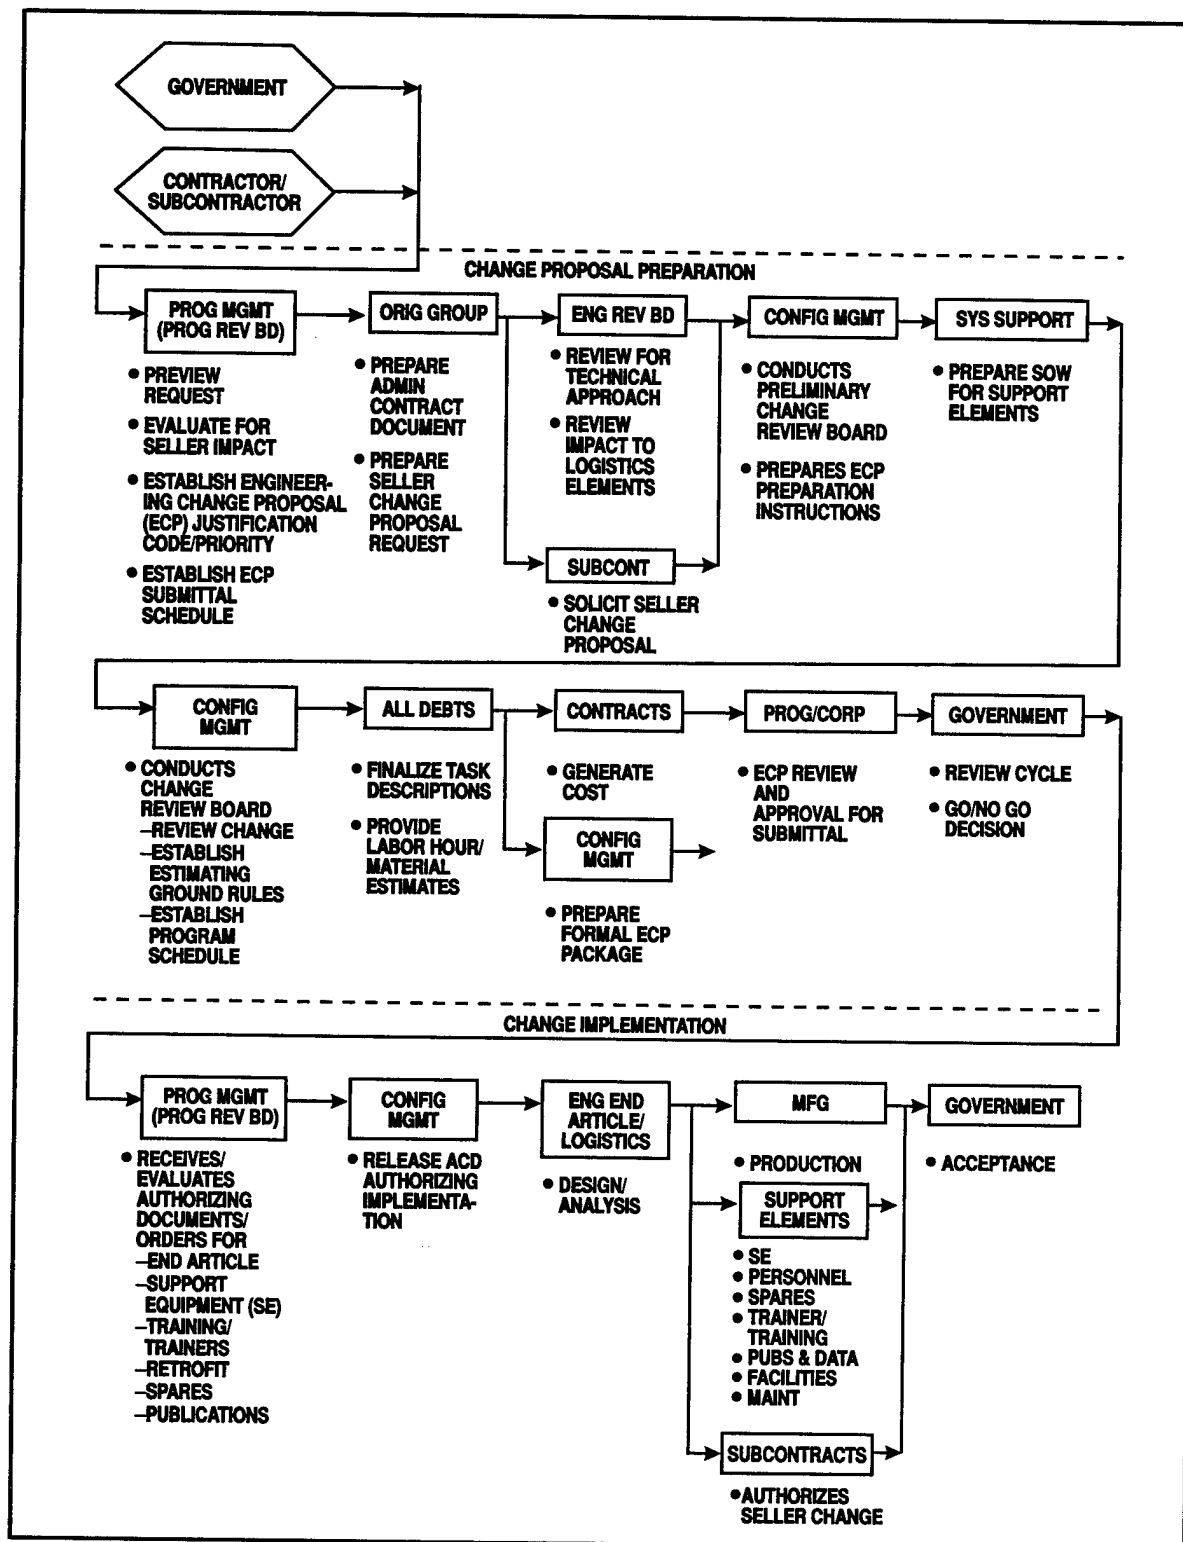 GOVERNMENT
CONTRACTOR/
SUBCONTRACTOR
CHANGE PROPOSAL PREPARATION
PROG MGMT
(PROG REV BD)
● PREVIEW
REQUEST
● EVALUATE FOR
SELLER IMPACT
● ESTABLISH ENGINEER-
ING CHANGE PROPOSAL
(ECP) JUSTIFICATION
CODE/PRIORITY
● ESTABLISH ECP
SUBMITTAL
SCHEDULE
ORIG GROUP
● PREPARE
ADMIN
CONTRACT
DOCUMENT
● PREPARE
SELLER
CHANGE
PROPOSAL
REQUEST
ENG REV BD
● REVIEW FOR
TECHNICAL
APPROACH
● REVIEW
IMPACT TO
LOGISTICS
ELEMENTS
SUBCONT
● SOLICIT SELLER
CHANGE
PROPOSAL
CONFIG MGMT
● CONDUCTS
PRELIMINARY
CHANGE
REVIEW BOARD
● PREPARES ECP
PREPARATION
INSTRUCTIONS
SYS SUPPORT
● PREPARE SOW
FOR SUPPORT
ELEMENTS
CONFIG
MGMT
● CONDUCTS
CHANGE
REVIEW BOARD
–REVIEW CHANGE
–ESTABLISH
ESTIMATING
GROUND RULES
–ESTABLISH
PROGRAM
SCHEDULE
ALL DEBTS
● FINALIZE TASK
DESCRIPTIONS
● PROVIDE
LABOR HOUR/
MATERIAL
ESTIMATES
CONTRACTS
● GENERATE
COST
CONFIG
MGMT
● PREPARE
FORMAL ECP
PACKAGE
PROG/CORP
● ECP REVIEW
AND
APPROVAL FOR
SUBMITTAL
GOVERNMENT
● REVIEW CYCLE
● GO/NO GO
DECISION
CHANGE IMPLEMENTATION
PROG MGMT
(PROG REV BD)
● RECEIVES/
EVALUATES
AUTHORIZING
DOCUMENTS/
ORDERS FOR
–END ARTICLE
–SUPPORT
EQUIPMENT (SE)
–TRAINING/
TRAINERS
–RETROFIT
–SPARES
–PUBLICATIONS
CONFIG
MGMT
● RELEASE ACD
AUTHORIZING
IMPLEMENTA-
TION
ENG END
ARTICLE/
LOGISTICS
● DESIGN/
ANALYSIS
MFG
● PRODUCTION
SUPPORT
ELEMENTS
● SE
● PERSONNEL
● SPARES
● TRAINER/
TRAINING
● PUBS & DATA
● FACILITIES
● MAINT
SUBCONTRACTS
● AUTHORIZES
SELLER CHANGE
GOVERNMENT
● ACCEPTANCE